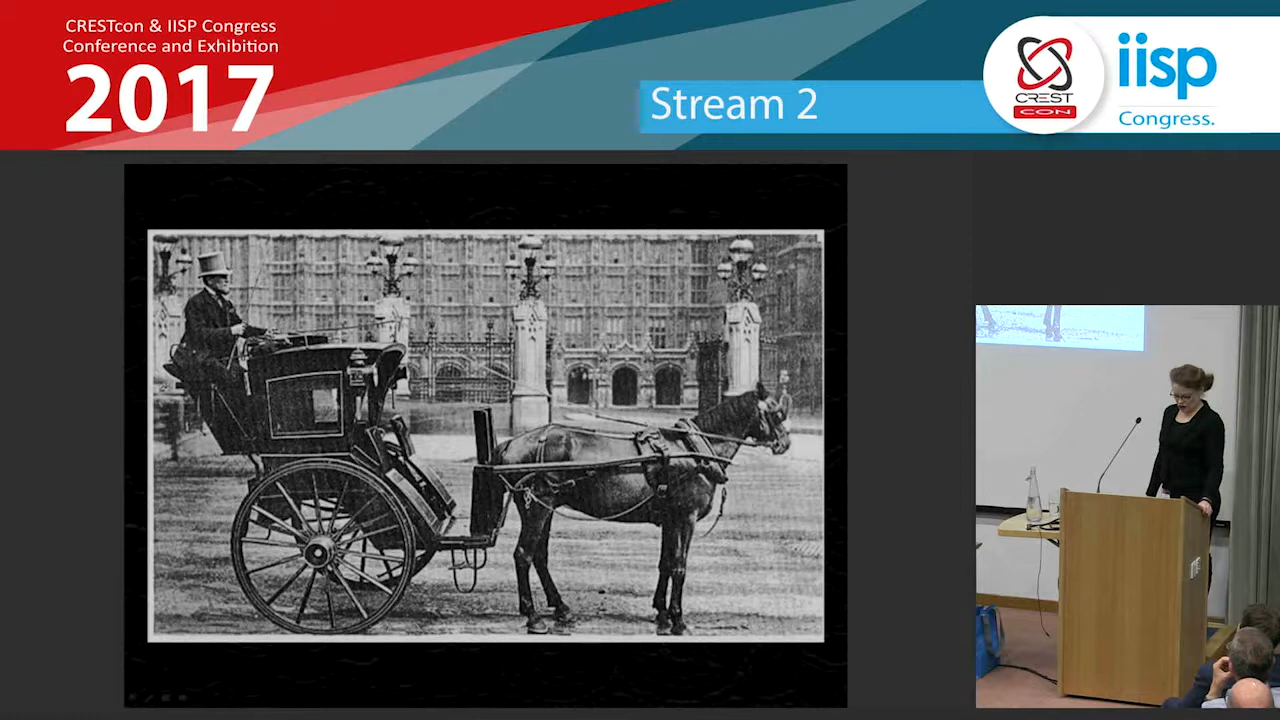 CRESTcon & IISP Congress
Conference and Exhibition
2017
Stream 2
CREST
CON
iisp
Congress.